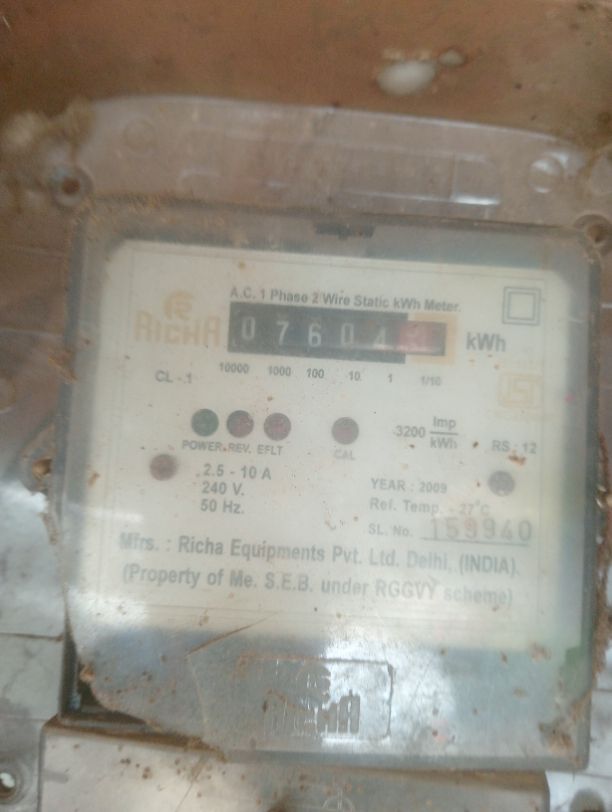 A.C. 1 Phase 2 Wire Static kWh Meter.
RICHA 07604 kWh
10000 1000 100 10 1 1/10
CL -.1
3200 Imp/kWh RS - 12
POWER REV. EFLT CAL
2.5 - 10 A
240 V.
50 Hz.
YEAR : 2009
Ref. Temp. - 27°C
SL. No. 159940
Mfrs. : Richa Equipments Pvt. Ltd. Delhi, (INDIA).
(Property of Me. S.E.B. under RGGVY scheme)
RICHA